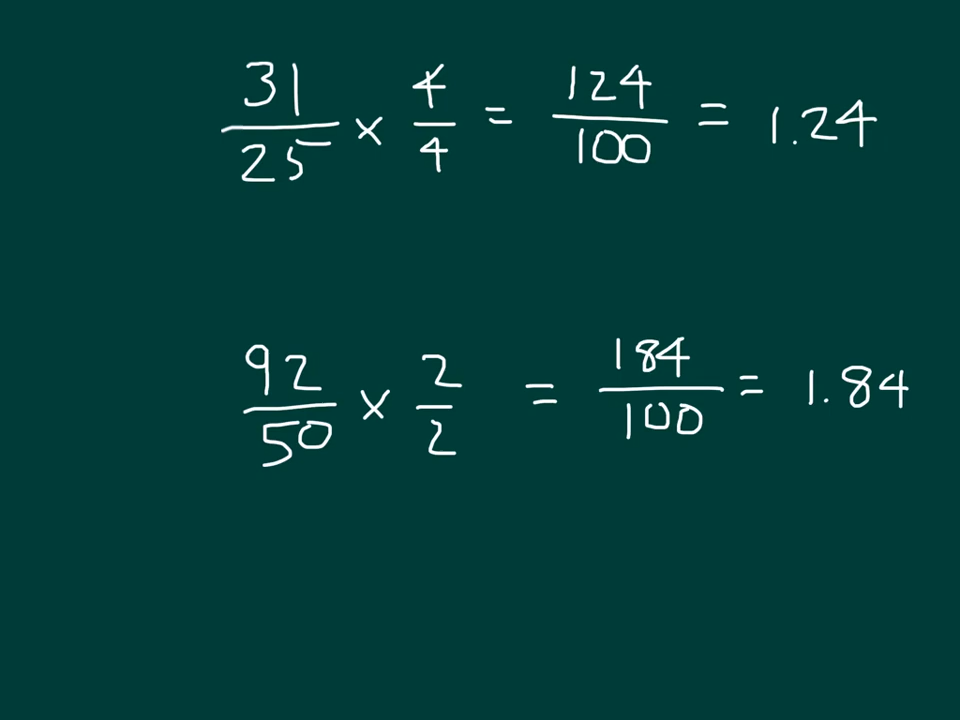 31/25 × 4/4 = 124/100 = 1.24
92/50 × 2/2 = 184/100 = 1.84